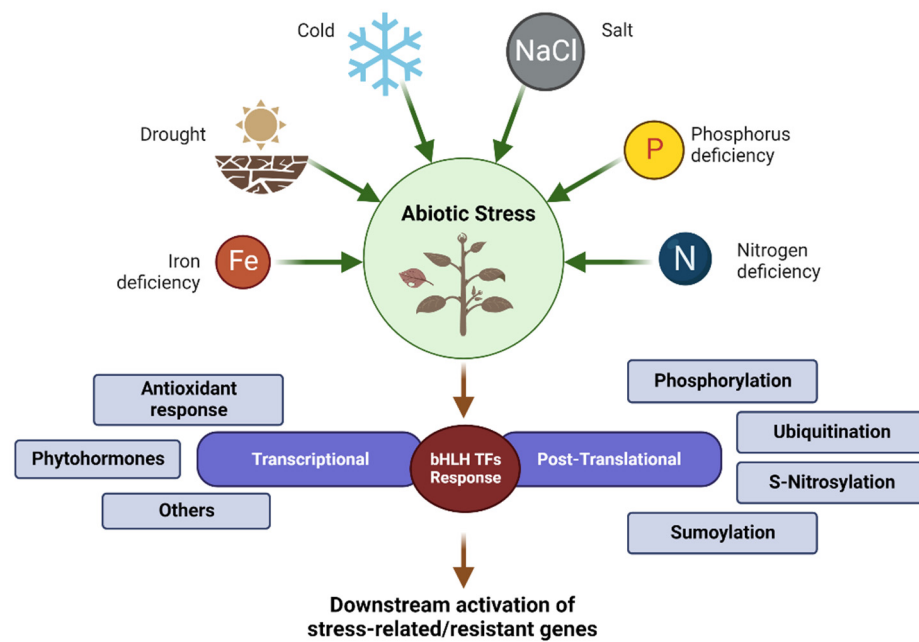 Cold
NaCl
Salt
Drought
P
Phosphorus
deficiency
Abiotic Stress
Iron
deficiency
Fe
N
Nitrogen
deficiency
Antioxidant
response
Phytohormones
Others
Transcriptional
bHLH TFs
Response
Post-Translational
Phosphorylation
Ubiquitination
S-Nitrosylation
Sumoylation
Downstream activation of
stress-related/resistant genes